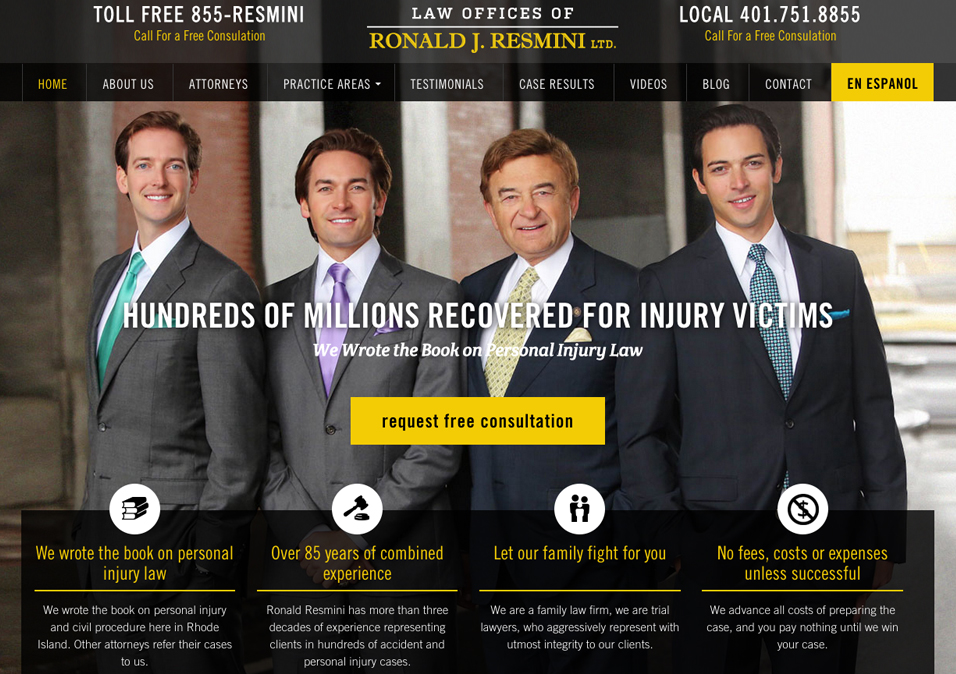 TOLL FREE 855-RESMINI
Call For a Free Consulation
LAW OFFICES OF
RONALD J. RESMINI LTD.
LOCAL 401.751.8855
Call For a Free Consulation
HOME ABOUT US ATTORNEYS PRACTICE AREAS TESTIMONIALS CASE RESULTS VIDEOS BLOG CONTACT EN ESPANOL
HUNDREDS OF MILLIONS RECOVERED FOR INJURY VICTIMS
We Wrote the Book on Personal Injury Law
request free consultation
We wrote the book on personal
injury law
We wrote the book on personal injury
and civil procedure here in Rhode
Island. Other attorneys refer their cases
to us.
Over 85 years of combined
experience
Ronald Resmini has more than three
decades of experience representing
clients in hundreds of accident and
personal injury cases.
Let our family fight for you
We are a family law firm, we are trial
lawyers, who aggressively represent with
utmost integrity to our clients.
No fees, costs or expenses
unless successful
We advance all costs of preparing the
case, and you pay nothing until we win
your case.